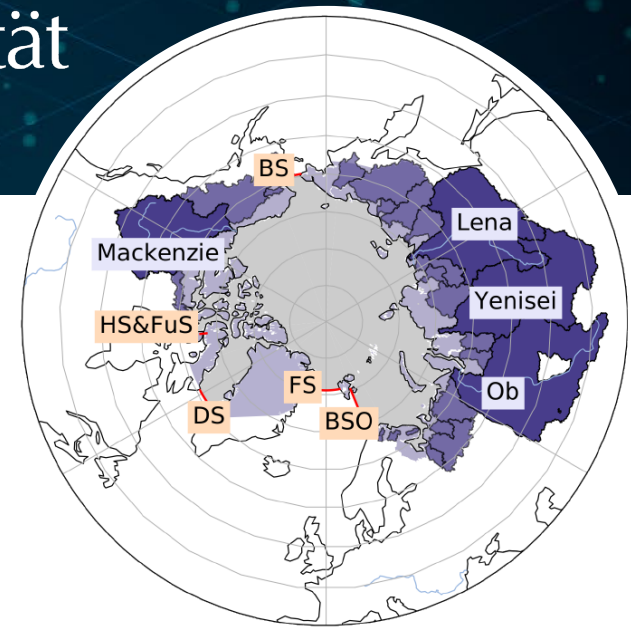 tät
BS
Lena
Mackenzie
Yenisei
HS&FuS
FS
Ob
DS
BSO